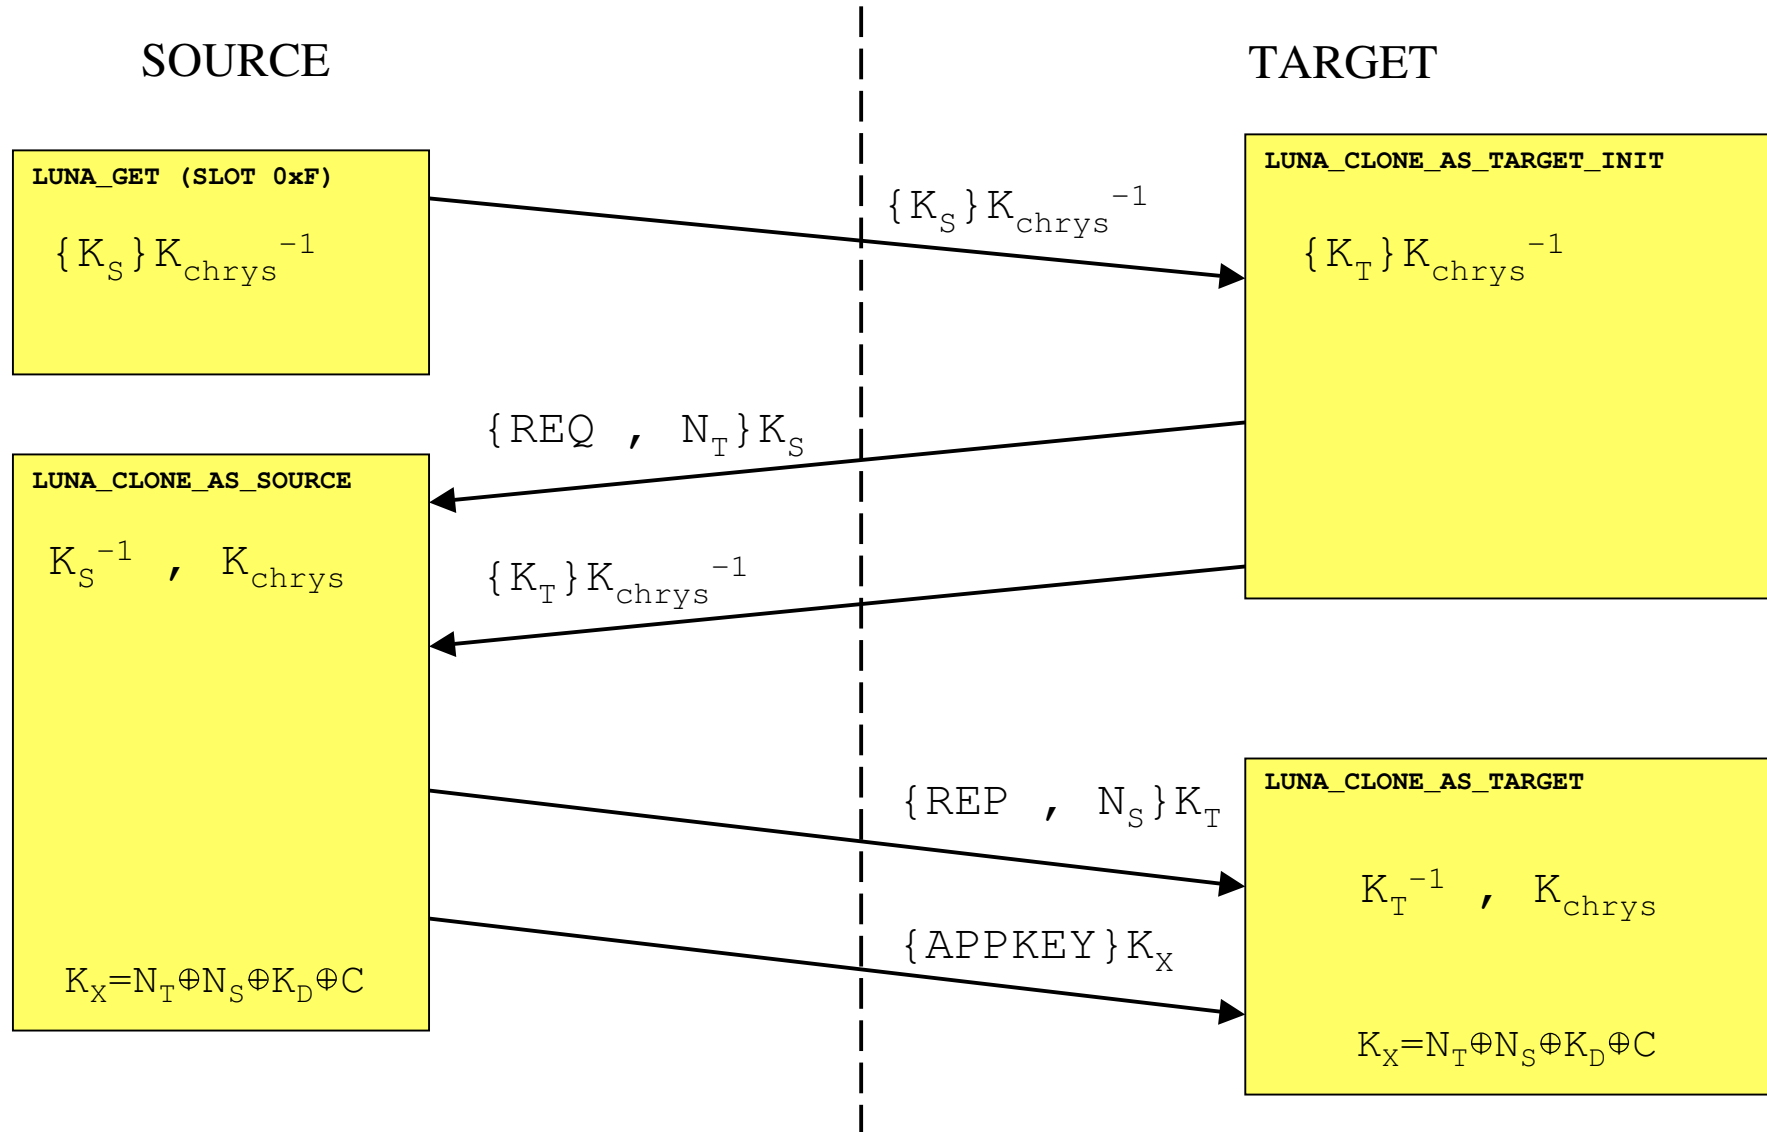 SOURCE
TARGET
LUNA_GET (SLOT 0xF)
{K_S}K_chrys^-1
{K_S}K_chrys^-1
LUNA_CLONE_AS_TARGET_INIT
{K_T}K_chrys^-1
{REQ , N_T}K_S
LUNA_CLONE_AS_SOURCE
K_S^-1 , K_chrys
{K_T}K_chrys^-1
{REP , N_S}K_T
LUNA_CLONE_AS_TARGET
K_T^-1 , K_chrys
{APPKEY}K_X
K_X=N_T⊕N_S⊕K_D⊕C
K_X=N_T⊕N_S⊕K_D⊕C